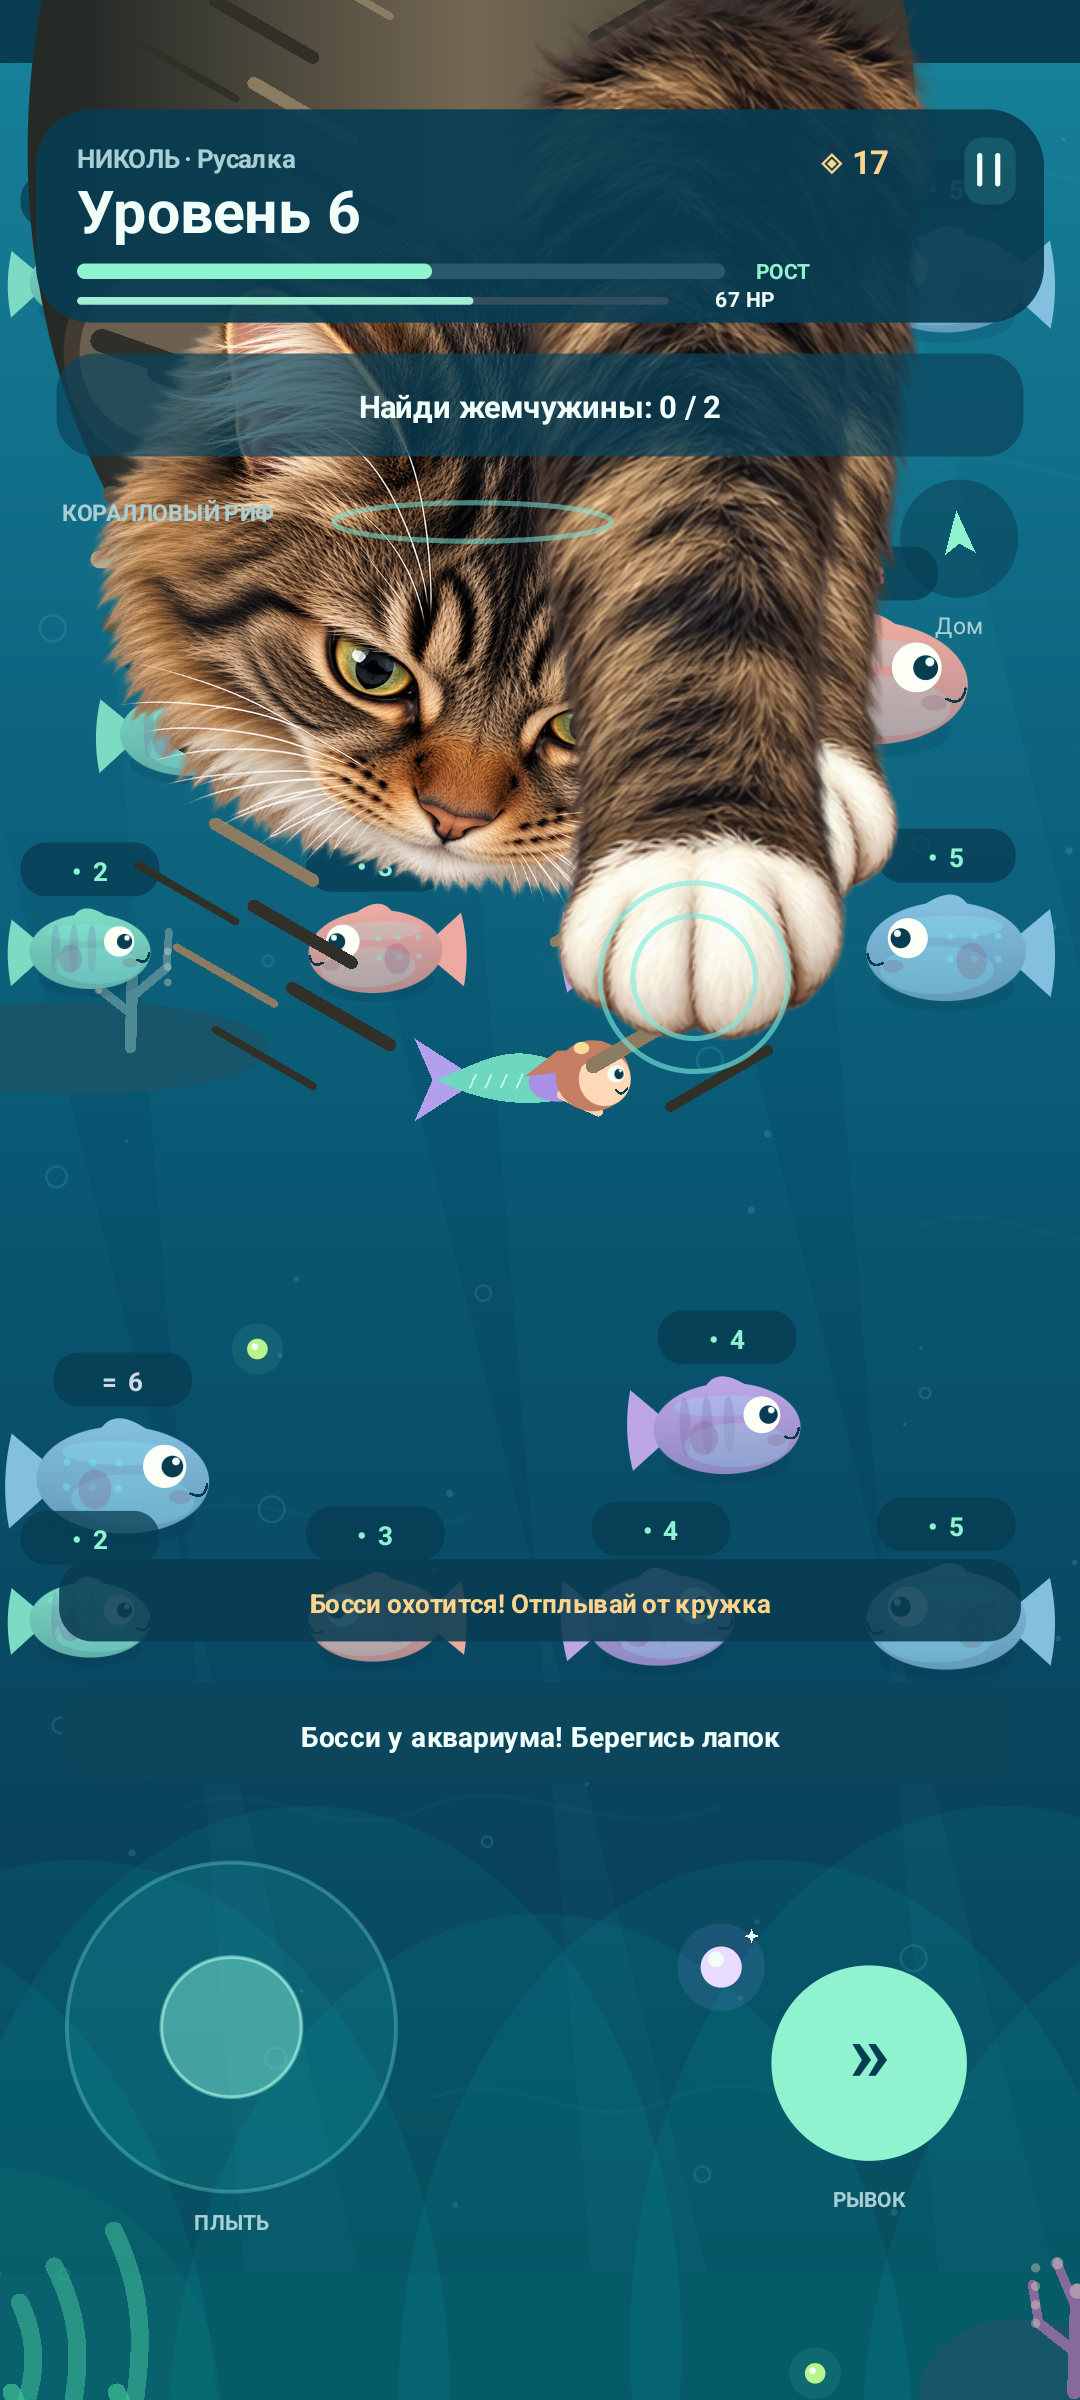 НИКОЛЬ · Русалка
17
Уровень 6
РОСТ
67 HP
Найди жемчужины: 0 / 2
КОРАЛЛОВЫЙ РИФ
Дом
• 2
• 3
• 5
• 4
= 6
• 2
• 3
• 4
• 5
Босси охотится! Отплывай от кружка
Босси у аквариума! Берегись лапок
»
ПЛЫТЬ
РЫВОК